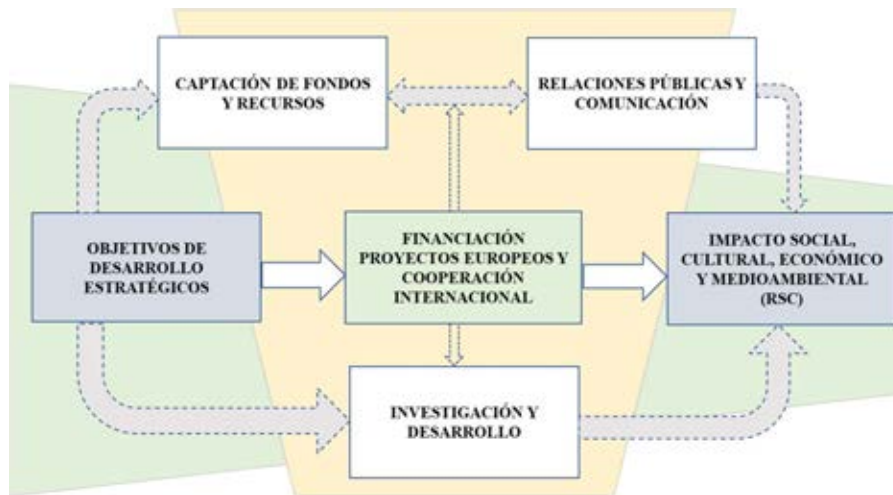 CAPTACIÓN DE FONDOS
Y RECURSOS
RELACIONES PÚBLICAS Y
COMUNICACIÓN
OBJETIVOS DE
DESARROLLO
ESTRATÉGICOS
FINANCIACIÓN
PROYECTOS EUROPEOS Y
COOPERACIÓN
INTERNACIONAL
IMPACTO SOCIAL,
CULTURAL, ECONÓMICO
Y MEDIOAMBIENTAL
(RSC)
INVESTIGACIÓN Y
DESARROLLO